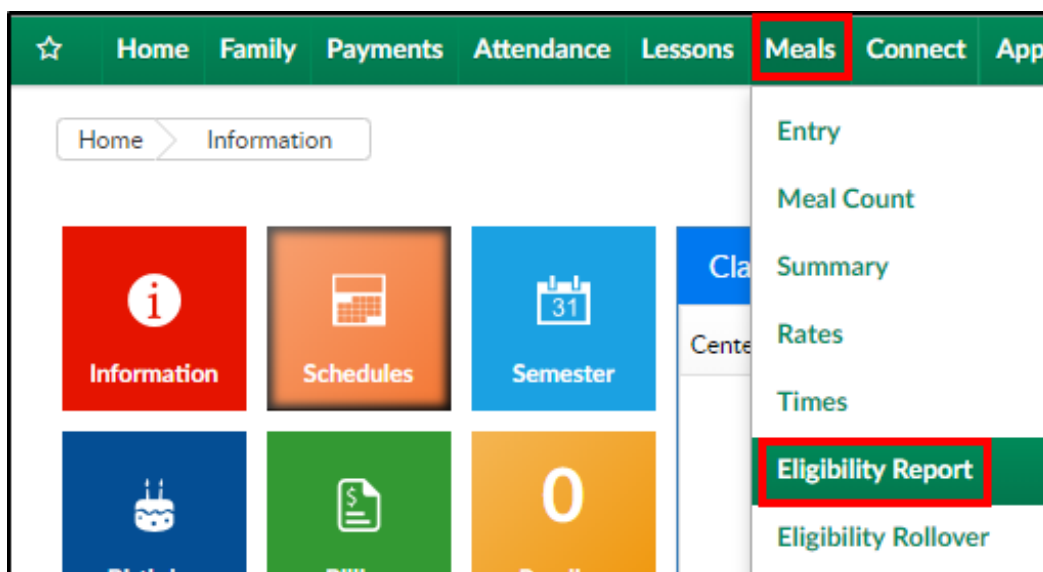 Home Family Payments Attendance Lessons Meals Connect
Home Information
Entry
Meal Count
Summary
Rates
Times
Eligibility Report
Eligibility Rollover
Information
Schedules
31
Semester
Cla
Cente
0